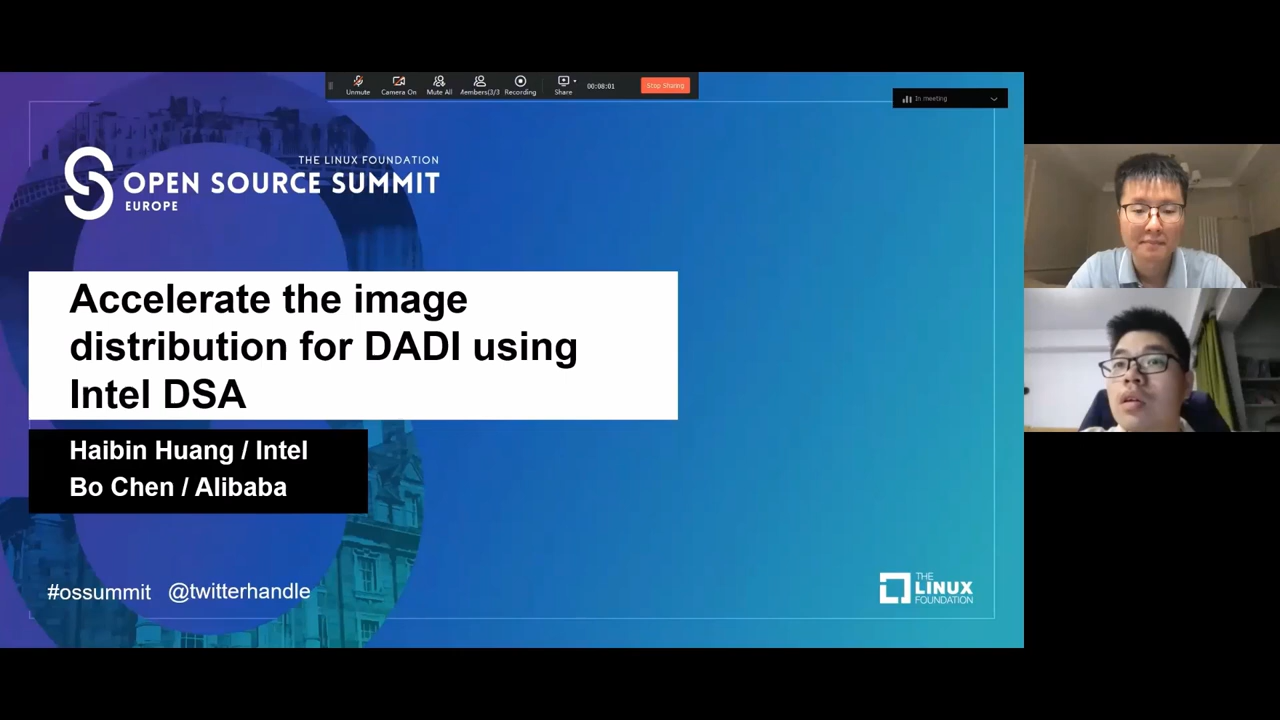 Unmute
Camera On
Mute All
Members(3/3
Recording
Share
00:08:01
Stop Sharing
In meeting
THE LINUX FOUNDATION
OPEN SOURCE SUMMIT
EUROPE
Accelerate the image
distribution for DADI using
Intel DSA
Haibin Huang / Intel
Bo Chen / Alibaba
#ossummit @twitterhandle
THE
LINUX
FOUNDATION